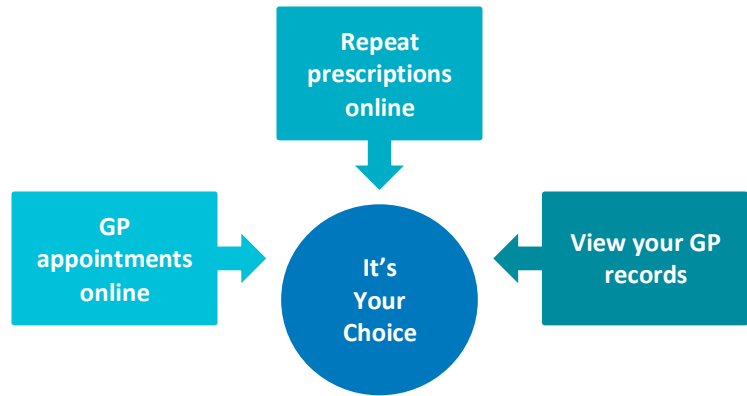 Repeat
prescriptions
online
GP
appointments
online
It’s
Your
Choice
View your GP
records